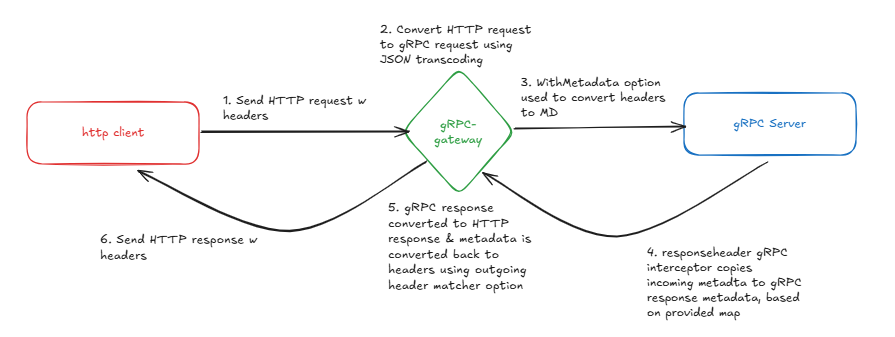 2. Convert HTTP request
to gRPC request using
JSON transcoding
1. Send HTTP request w
headers
3. WithMetadata option
used to convert headers
to MD
http client
gRPC-
gateway
gRPC Server
5. gRPC response
converted to HTTP
response & metadata is
converted back to
headers using outgoing
header matcher option
6. Send HTTP response w
headers
4. responseheader gRPC
interceptor copies
incoming metadta to gRPC
response metadata, based
on provided map